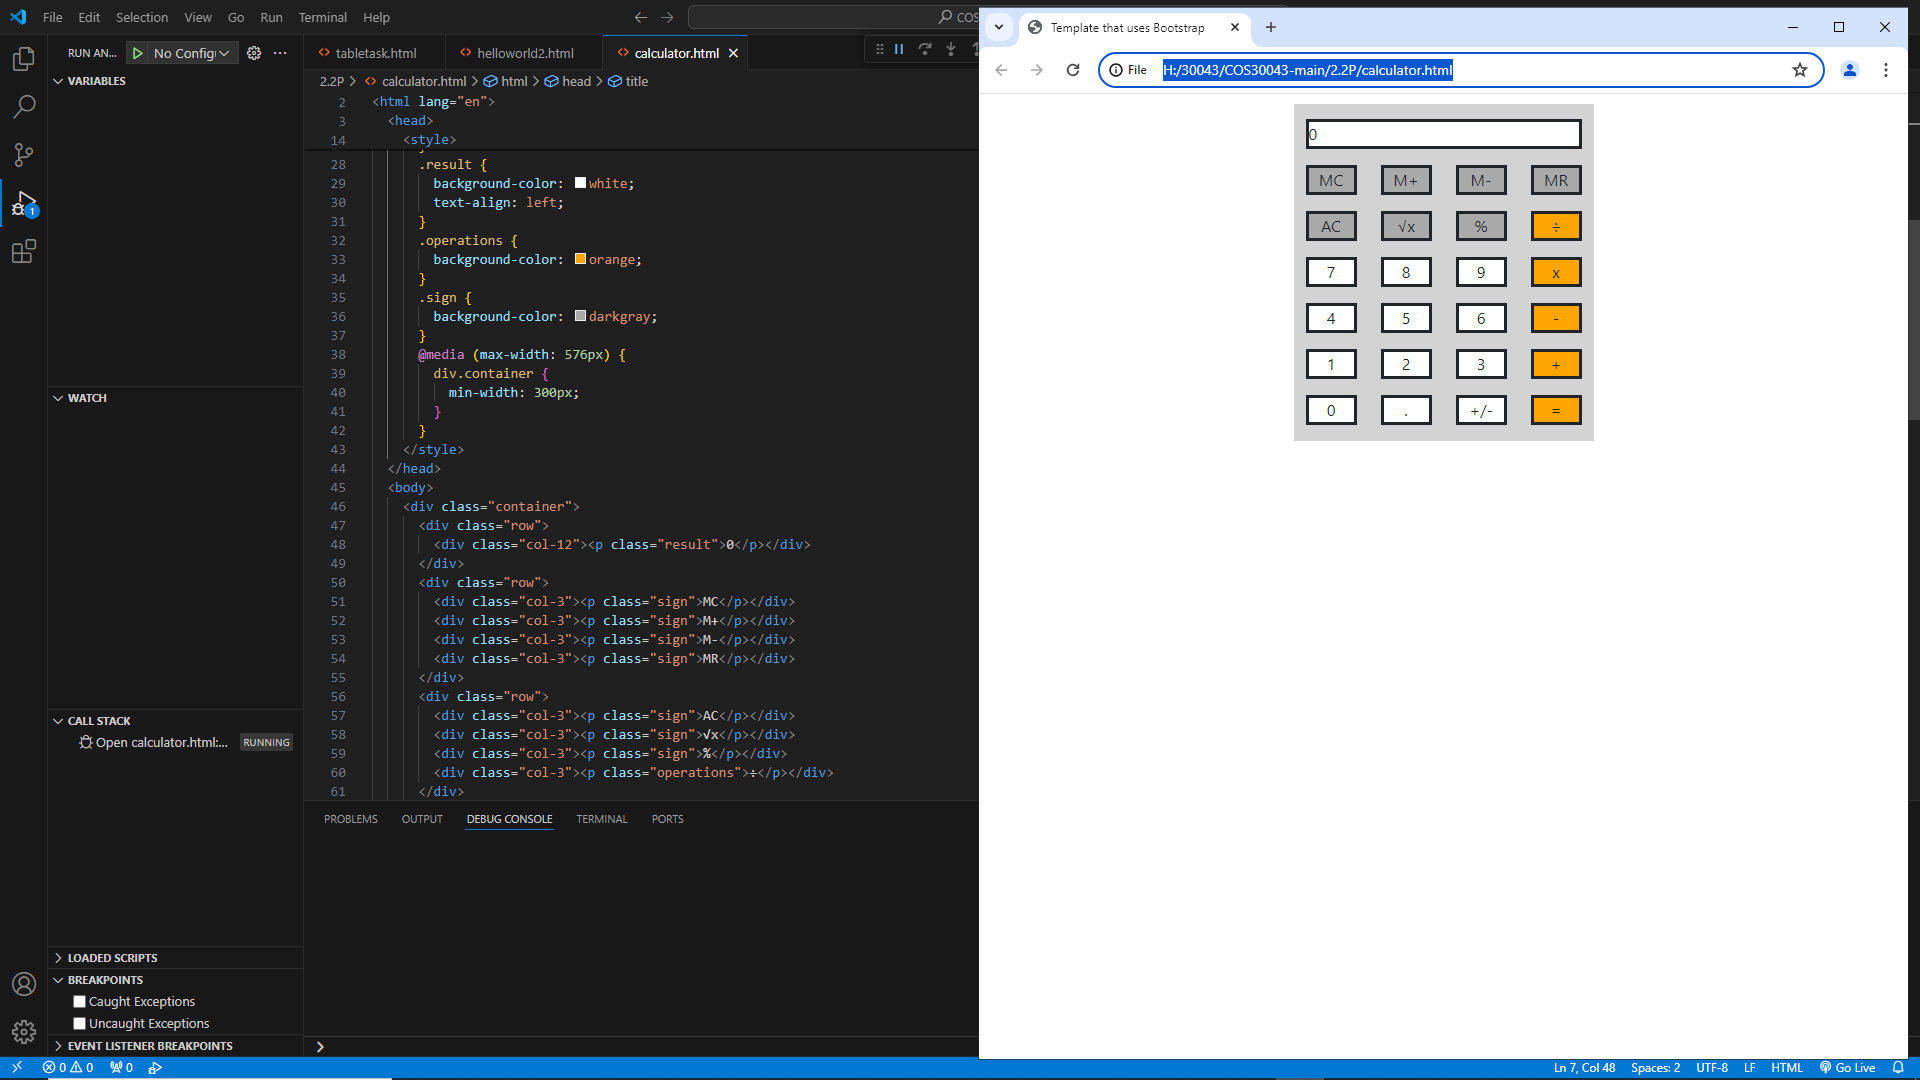 File Edit Selection View Go Run Terminal Help
COS
RUN AN... No Config
tabletask.html helloworld2.html calculator.html
2.2P > calculator.html > html > head > title
VARIABLES
WATCH
CALL STACK
Open calculator.html:... RUNNING
LOADED SCRIPTS
BREAKPOINTS
Caught Exceptions
Uncaught Exceptions
EVENT LISTENER BREAKPOINTS
2 <html lang="en">
3 <head>
14 <style>
28 .result {
29 background-color: white;
30 text-align: left;
31 }
32 .operations {
33 background-color: orange;
34 }
35 .sign {
36 background-color: darkgray;
37 }
38 @media (max-width: 576px) {
39 div.container {
40 min-width: 300px;
41 }
42 }
43 </style>
44 </head>
45 <body>
46 <div class="container">
47 <div class="row">
48 <div class="col-12"><p class="result">0</p></div>
49 </div>
50 <div class="row">
51 <div class="col-3"><p class="sign">MC</p></div>
52 <div class="col-3"><p class="sign">M+</p></div>
53 <div class="col-3"><p class="sign">M-</p></div>
54 <div class="col-3"><p class="sign">MR</p></div>
55 </div>
56 <div class="row">
57 <div class="col-3"><p class="sign">AC</p></div>
58 <div class="col-3"><p class="sign">√x</p></div>
59 <div class="col-3"><p class="sign">%</p></div>
60 <div class="col-3"><p class="operations">÷</p></div>
61 </div>
PROBLEMS OUTPUT DEBUG CONSOLE TERMINAL PORTS
Template that uses Bootstrap
File H:/30043/COS30043-main/2.2P/calculator.html
0
MC M+ M- MR
AC √x % ÷
7 8 9 x
4 5 6 -
1 2 3 +
0 . +/- =
0 0 0
Ln 7, Col 48 Spaces: 2 UTF-8 LF HTML Go Live
1